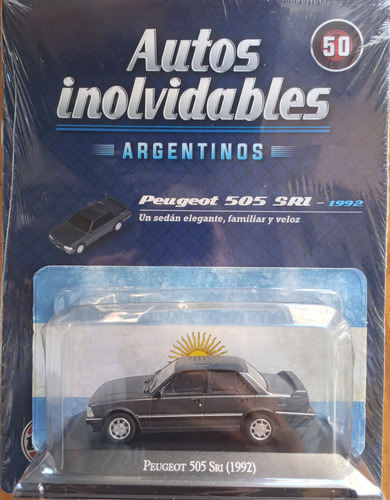 50
Autos
inolvidables
ARGENTINOS
Peugeot 505 SRI - 1992
Un sedán elegante, familiar y veloz
PEUGEOT 505 SRI (1992)